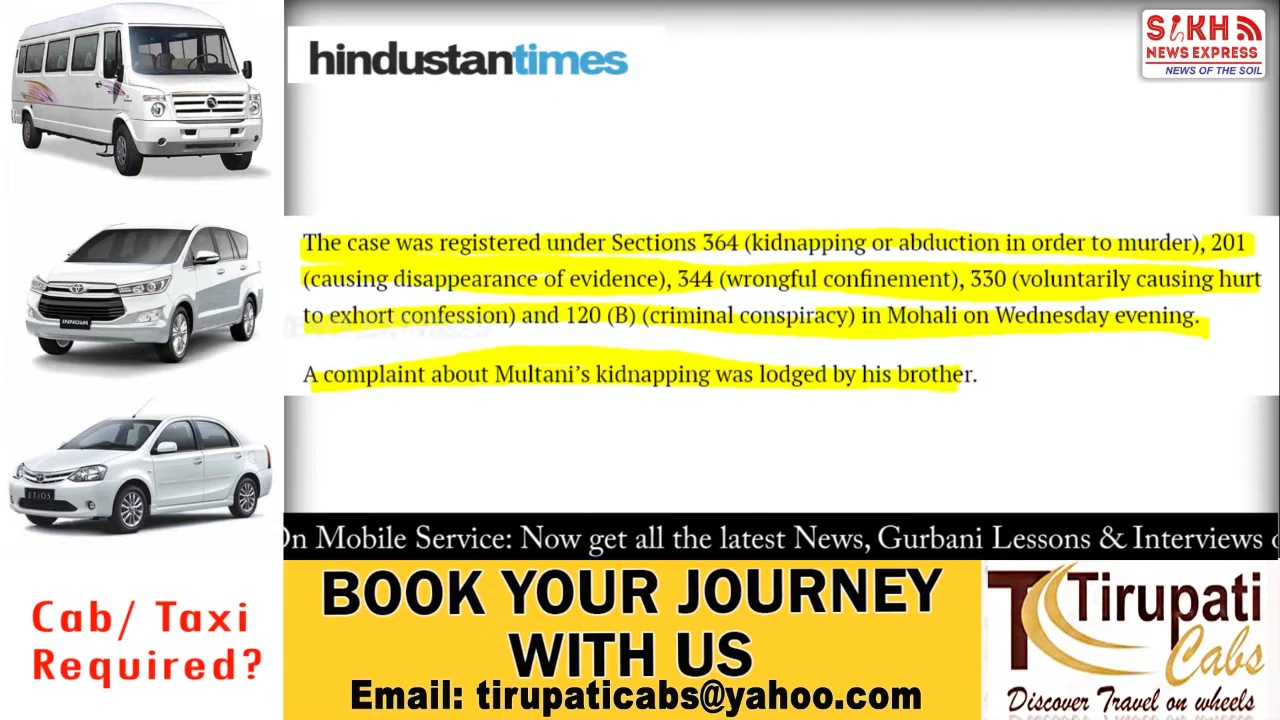 hindustantimes
SIKH
NEWS EXPRESS
NEWS OF THE SOIL
The case was registered under Sections 364 (kidnapping or abduction in order to murder), 201
(causing disappearance of evidence), 344 (wrongful confinement), 330 (voluntarily causing hurt
to exhort confession) and 120 (B) (criminal conspiracy) in Mohali on Wednesday evening.
A complaint about Multani’s kidnapping was lodged by his brother.
INNOVA
ETIOS
On Mobile Service: Now get all the latest News, Gurbani Lessons & Interviews
Cab/ Taxi
Required?
BOOK YOUR JOURNEY
WITH US
Email: tirupaticabs@yahoo.com
Tirupati
Cabs
Discover Travel on wheels